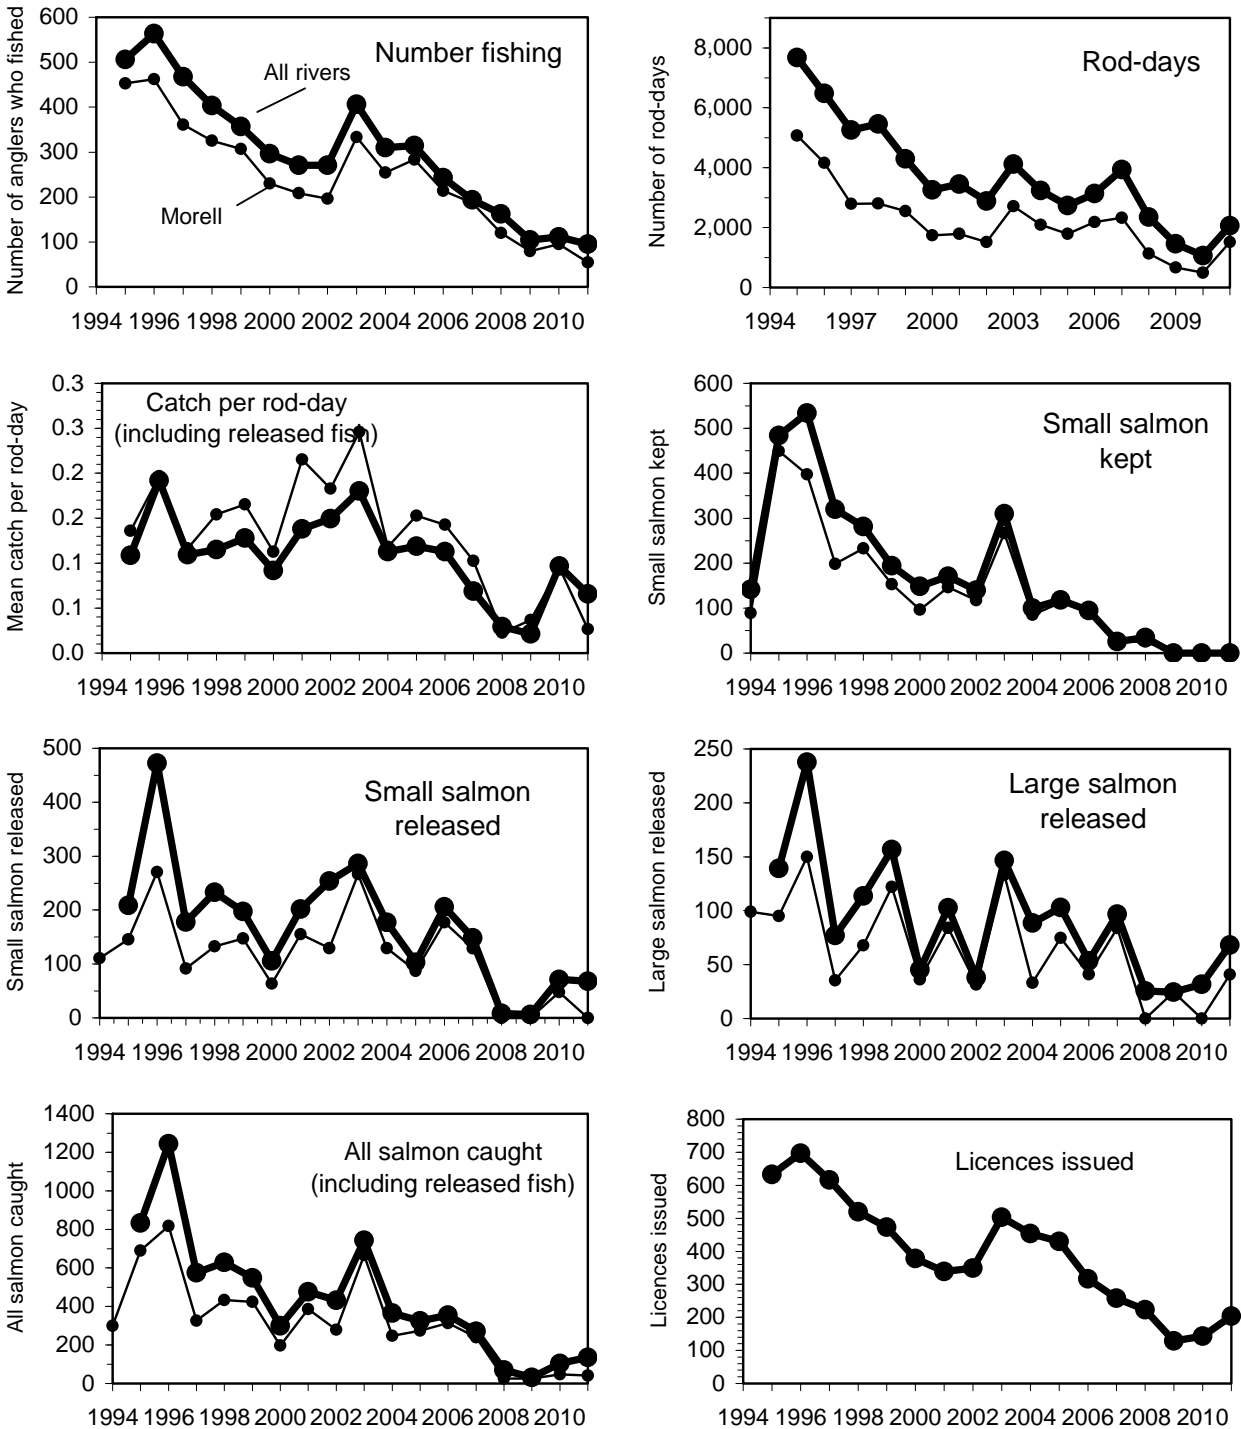 Number fishing
All rivers
Morell
Number of anglers who fished
600
500
400
300
200
100
0
1994 1996 1998 2000 2002 2004 2006 2008 2010
Rod-days
Number of rod-days
8,000
6,000
4,000
2,000
0
1994 1997 2000 2003 2006 2009
Catch per rod-day
(including released fish)
Mean catch per rod-day
0.3
0.3
0.2
0.2
0.1
0.1
0.0
1994 1996 1998 2000 2002 2004 2006 2008 2010
Small salmon
kept
Small salmon kept
600
500
400
300
200
100
0
1994 1996 1998 2000 2002 2004 2006 2008 2010
Small salmon
released
Small salmon released
500
400
300
200
100
0
1994 1996 1998 2000 2002 2004 2006 2008 2010
Large salmon
released
Large salmon released
250
200
150
100
50
0
1994 1996 1998 2000 2002 2004 2006 2008 2010
All salmon caught
(including released fish)
All salmon caught
1400
1200
1000
800
600
400
200
0
1994 1996 1998 2000 2002 2004 2006 2008 2010
Licences issued
Licences issued
800
700
600
500
400
300
200
100
0
1994 1996 1998 2000 2002 2004 2006 2008 2010